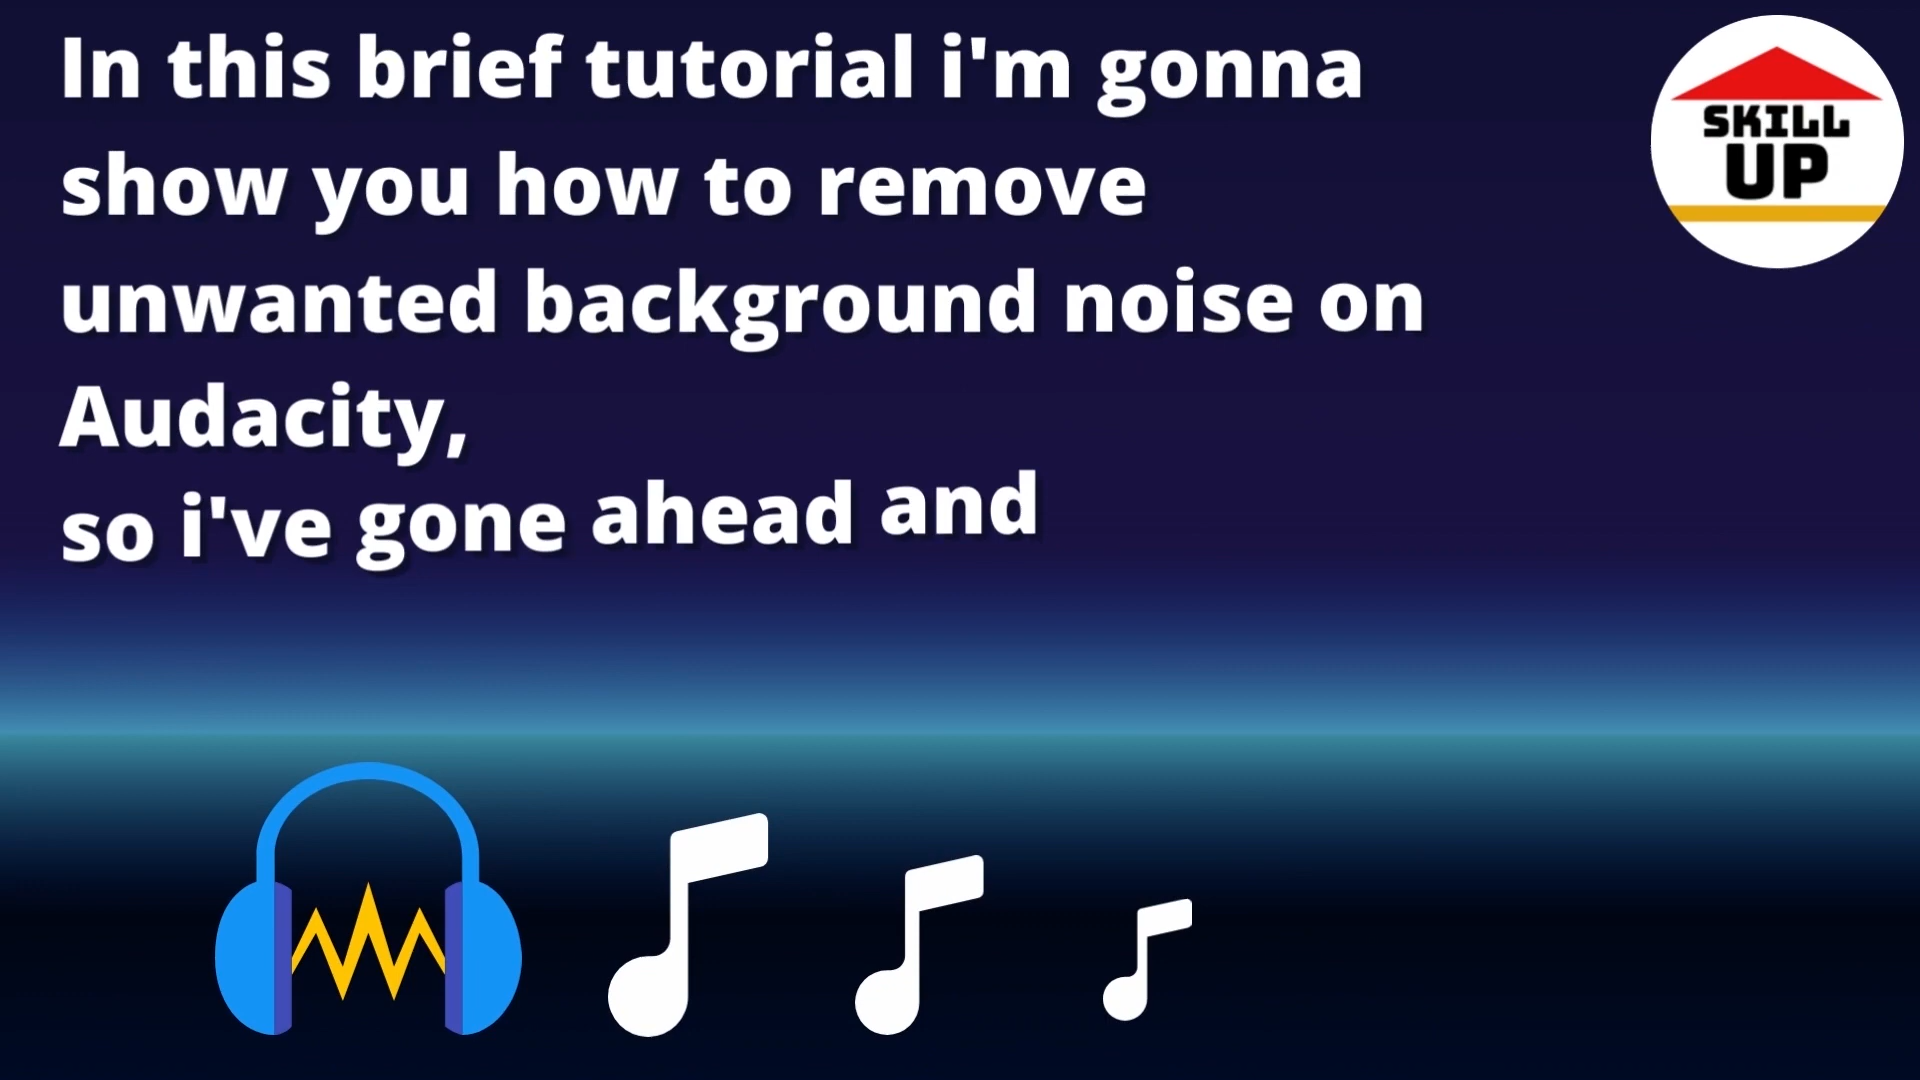 In this brief tutorial i'm gonna
show you how to remove
unwanted background noise on
Audacity,
so i've gone ahead and
SKILL
UP